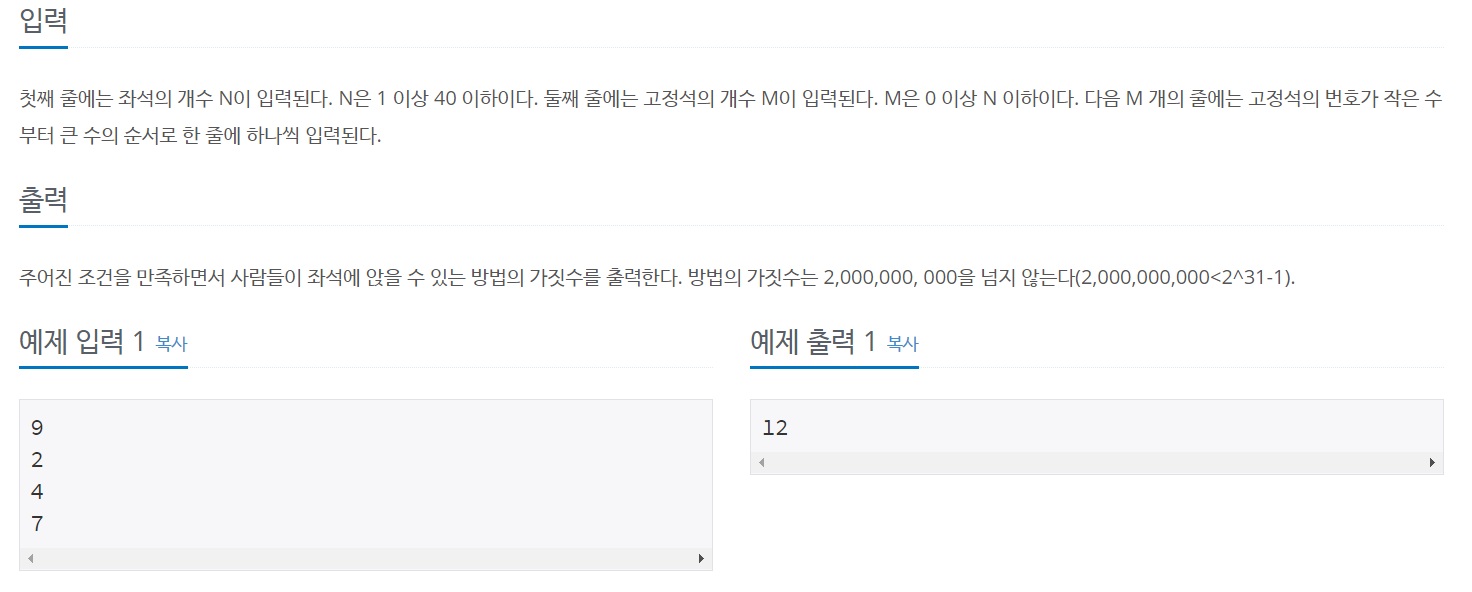 입력
첫째 줄에는 좌석의 개수 N이 입력된다. N은 1 이상 40 이하이다. 둘째 줄에는 고정석의 개수 M이 입력된다. M은 0 이상 N 이하이다. 다음 M 개의 줄에는 고정석의 번호가 작은 수
부터 큰 수의 순서로 한 줄에 하나씩 입력된다.
출력
주어진 조건을 만족하면서 사람들이 좌석에 앉을 수 있는 방법의 가짓수를 출력한다. 방법의 가짓수는 2,000,000, 000을 넘지 않는다(2,000,000,000<2^31-1).
예제 입력 1 복사
9
2
4
7
예제 출력 1 복사
12